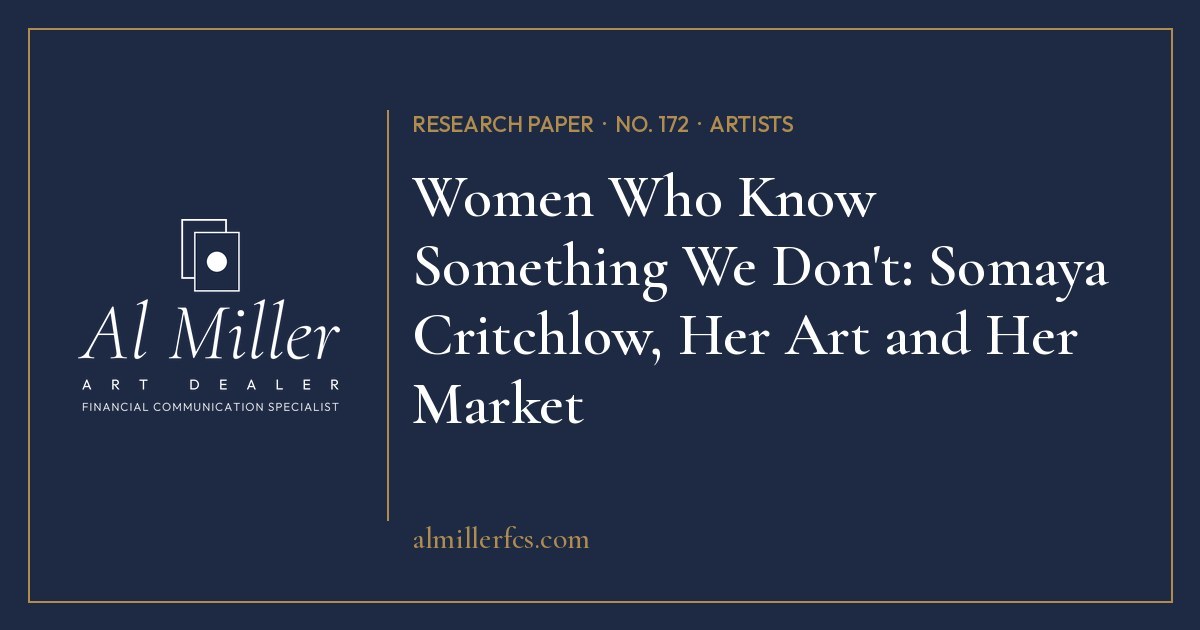 Al Miller
ART DEALER
FINANCIAL COMMUNICATION SPECIALIST
RESEARCH PAPER · NO. 172 · ARTISTS
Women Who Know
Something We Don't: Somaya
Critchlow, Her Art and Her
Market
almillerfcs.com